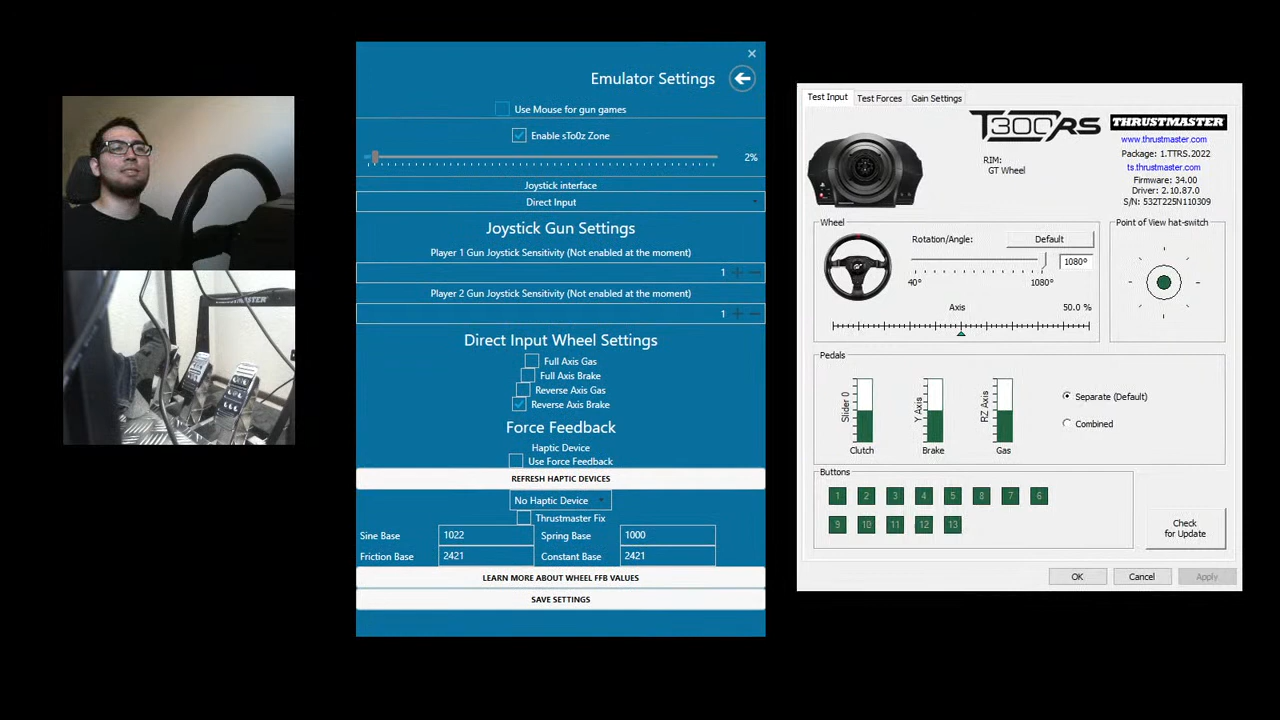 THRUSTMASTER
Emulator Settings
Use Mouse for gun games
Enable sTo0z Zone
2%
Joystick interface
Direct Input
Joystick Gun Settings
Player 1 Gun Joystick Sensitivity (Not enabled at the moment)
1 + −
Player 2 Gun Joystick Sensitivity (Not enabled at the moment)
1 + −
Direct Input Wheel Settings
Full Axis Gas
Full Axis Brake
Reverse Axis Gas
Reverse Axis Brake
Force Feedback
Haptic Device
Use Force Feedback
REFRESH HAPTIC DEVICES
No Haptic Device
Thrustmaster Fix
Sine Base 1022 Spring Base 1000
Friction Base 2421 Constant Base 2421
LEARN MORE ABOUT WHEEL FFB VALUES
SAVE SETTINGS
Test Input Test Forces Gain Settings
T300RS THRUSTMASTER
www.thrustmaster.com
RIM:
GT Wheel
Package: 1.TTRS.2022
ts.thrustmaster.com
Firmware: 34.00
Driver: 2.10.87.0
S/N: 532T225N110309
Wheel
Rotation/Angle: Default
1080°
40° 1080°
Axis 50.0 %
Point of View hat-switch
Pedals
Slider 0
Y Axis
RZ Axis
Clutch Brake Gas
Separate (Default)
Combined
Buttons
1 2 3 4 5 8 7 6
9 10 11 12 13
Check
for Update
OK Cancel Apply